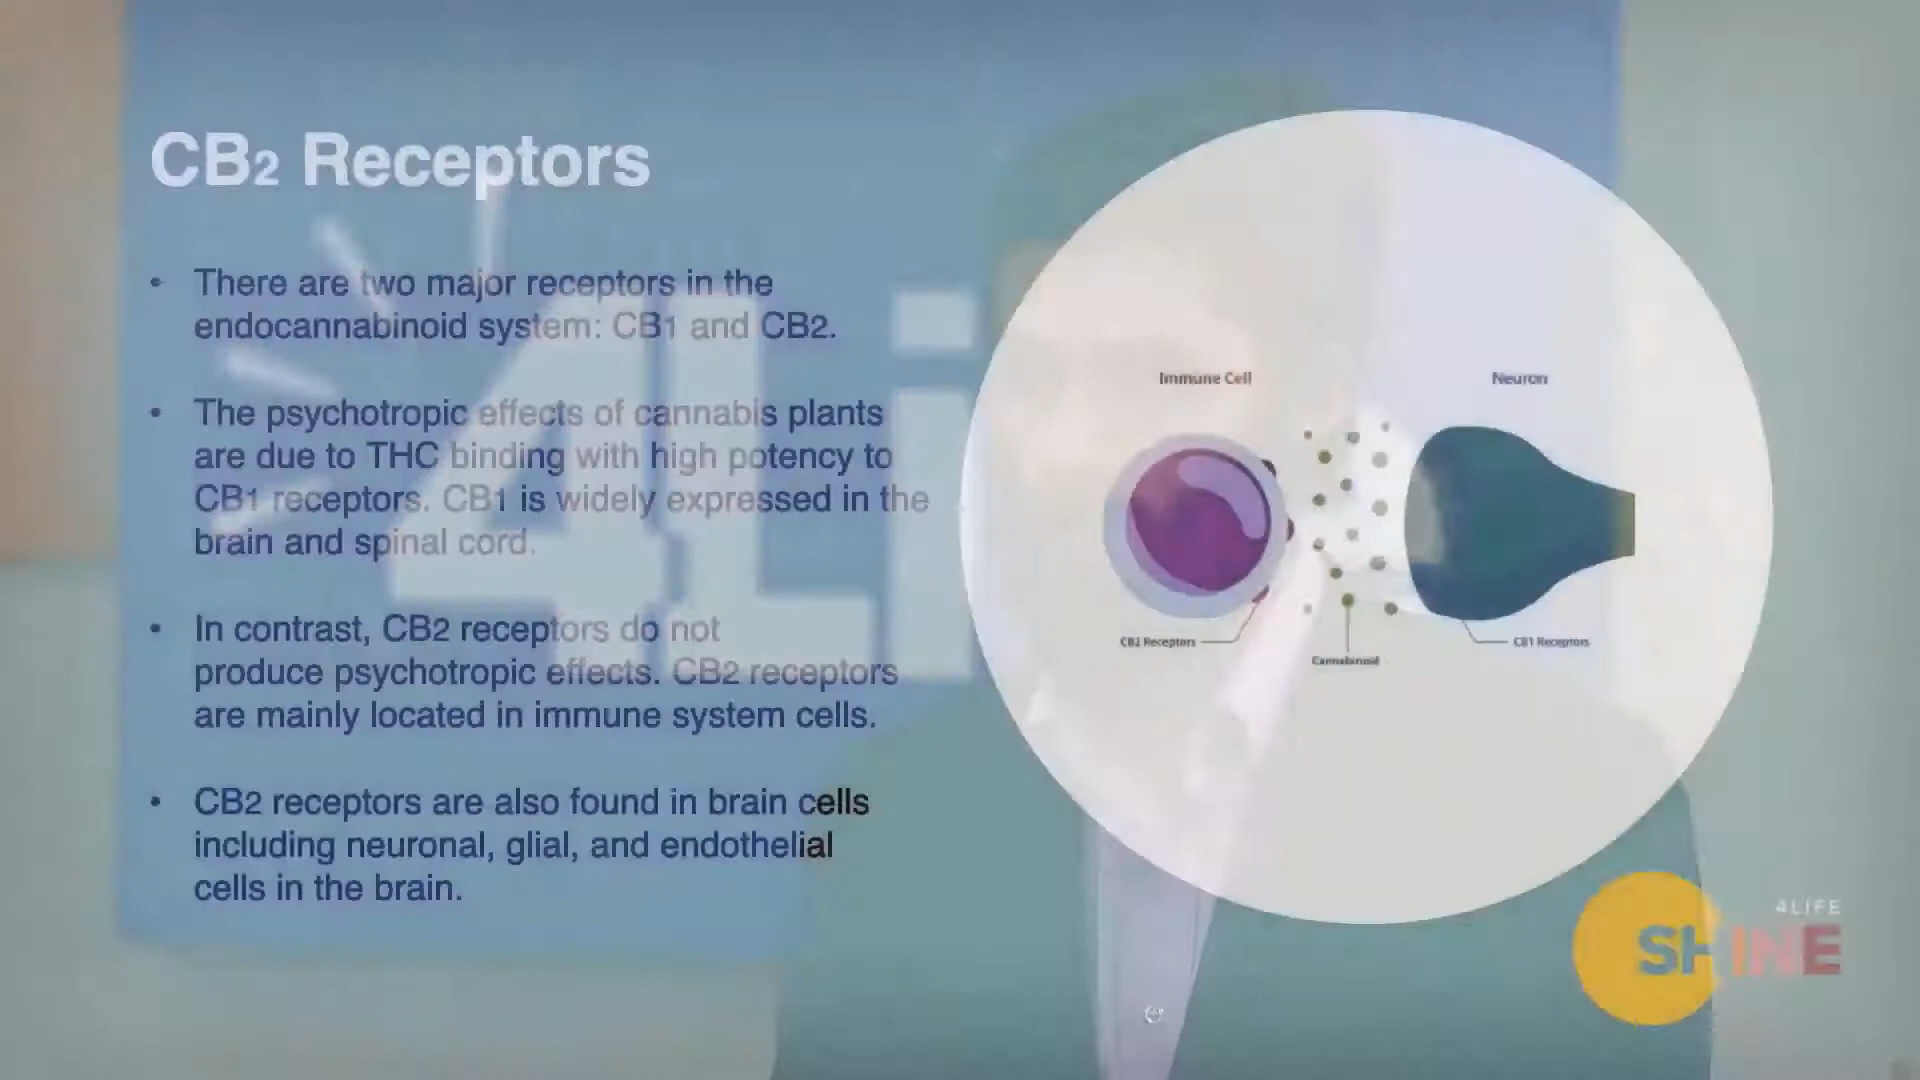 CB2 Receptors
• There are two major receptors in the
endocannabinoid system: CB1 and CB2.
• The psychotropic effects of cannabis plants
are due to THC binding with high potency to
CB1 receptors. CB1 is widely expressed in the
brain and spinal cord.
• In contrast, CB2 receptors do not
produce psychotropic effects. CB2 receptors
are mainly located in immune system cells.
• CB2 receptors are also found in brain cells
including neuronal, glial, and endothelial
cells in the brain.
4Li
Immune Cell
Neuron
CB2 Receptors
Cannabinoid
CB1 Receptors
4LIFE
SHINE